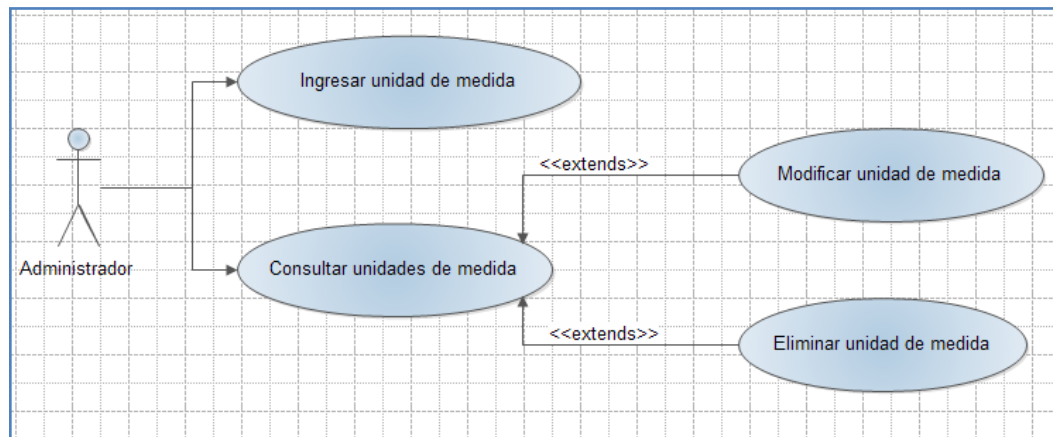 Ingresar unidad de medida
<<extends>>
Modificar unidad de medida
Administrador
Consultar unidades de medida
<<extends>>
Eliminar unidad de medida